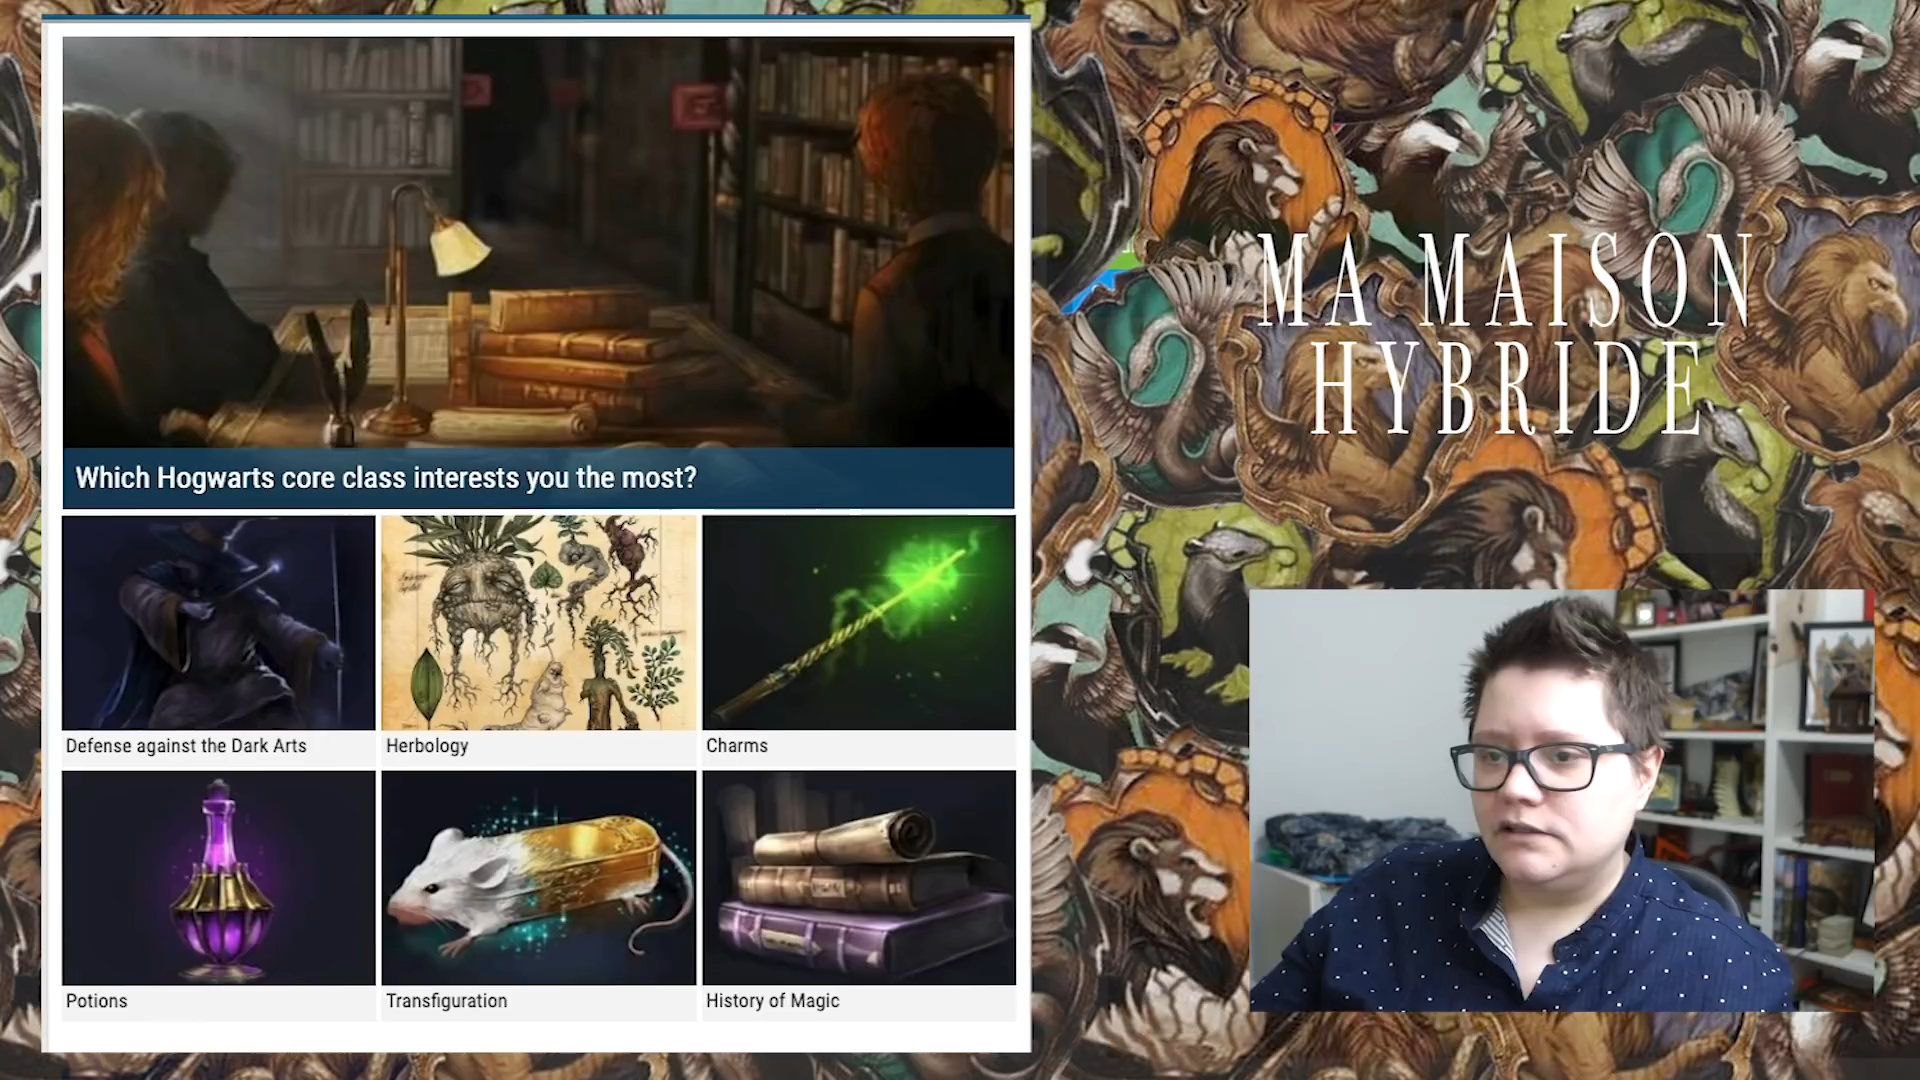 Which Hogwarts core class interests you the most?
Defense against the Dark Arts
Herbology
Charms
Potions
Transfiguration
History of Magic
MA MAISON
HYBRIDE